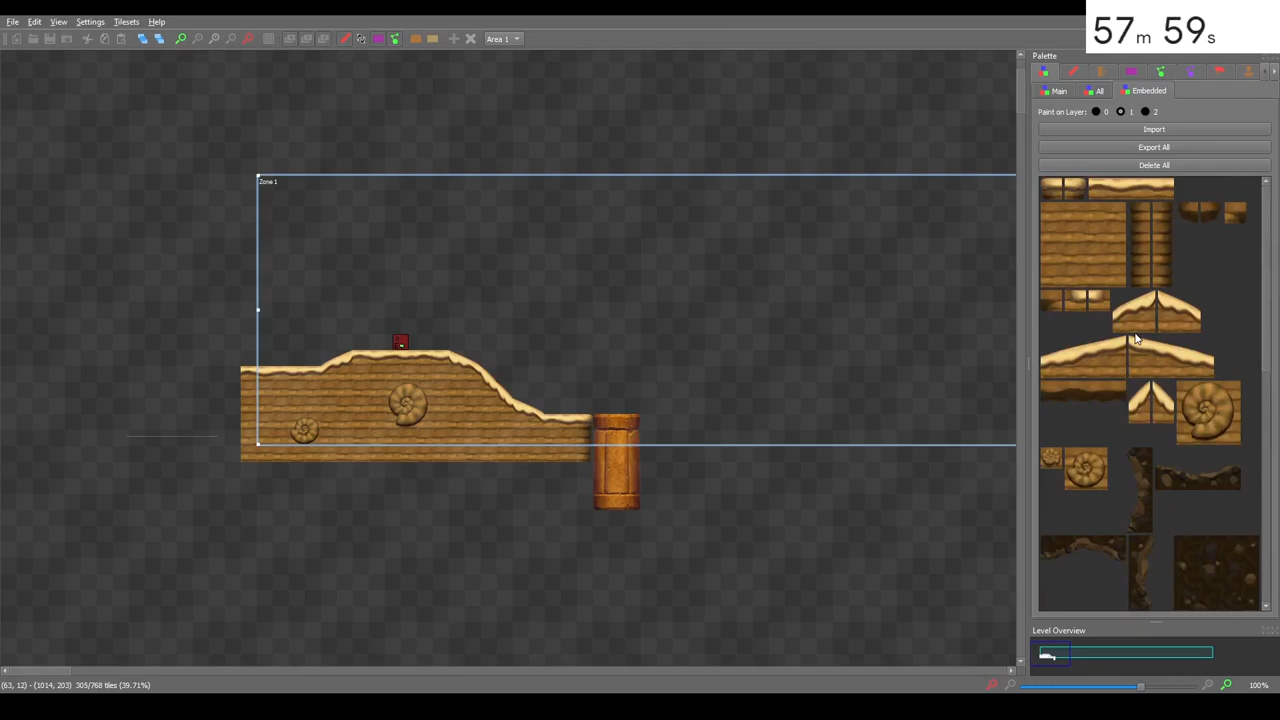 57m 59s
File Edit View Settings Tilesets Help
Area 1
Palette
Main All Embedded
Paint on Layer: 0 1 2
Import
Export All
Delete All
Zone 1
Level Overview
(63, 12) - (1014, 203) 305/768 tiles (39.71%)
100%